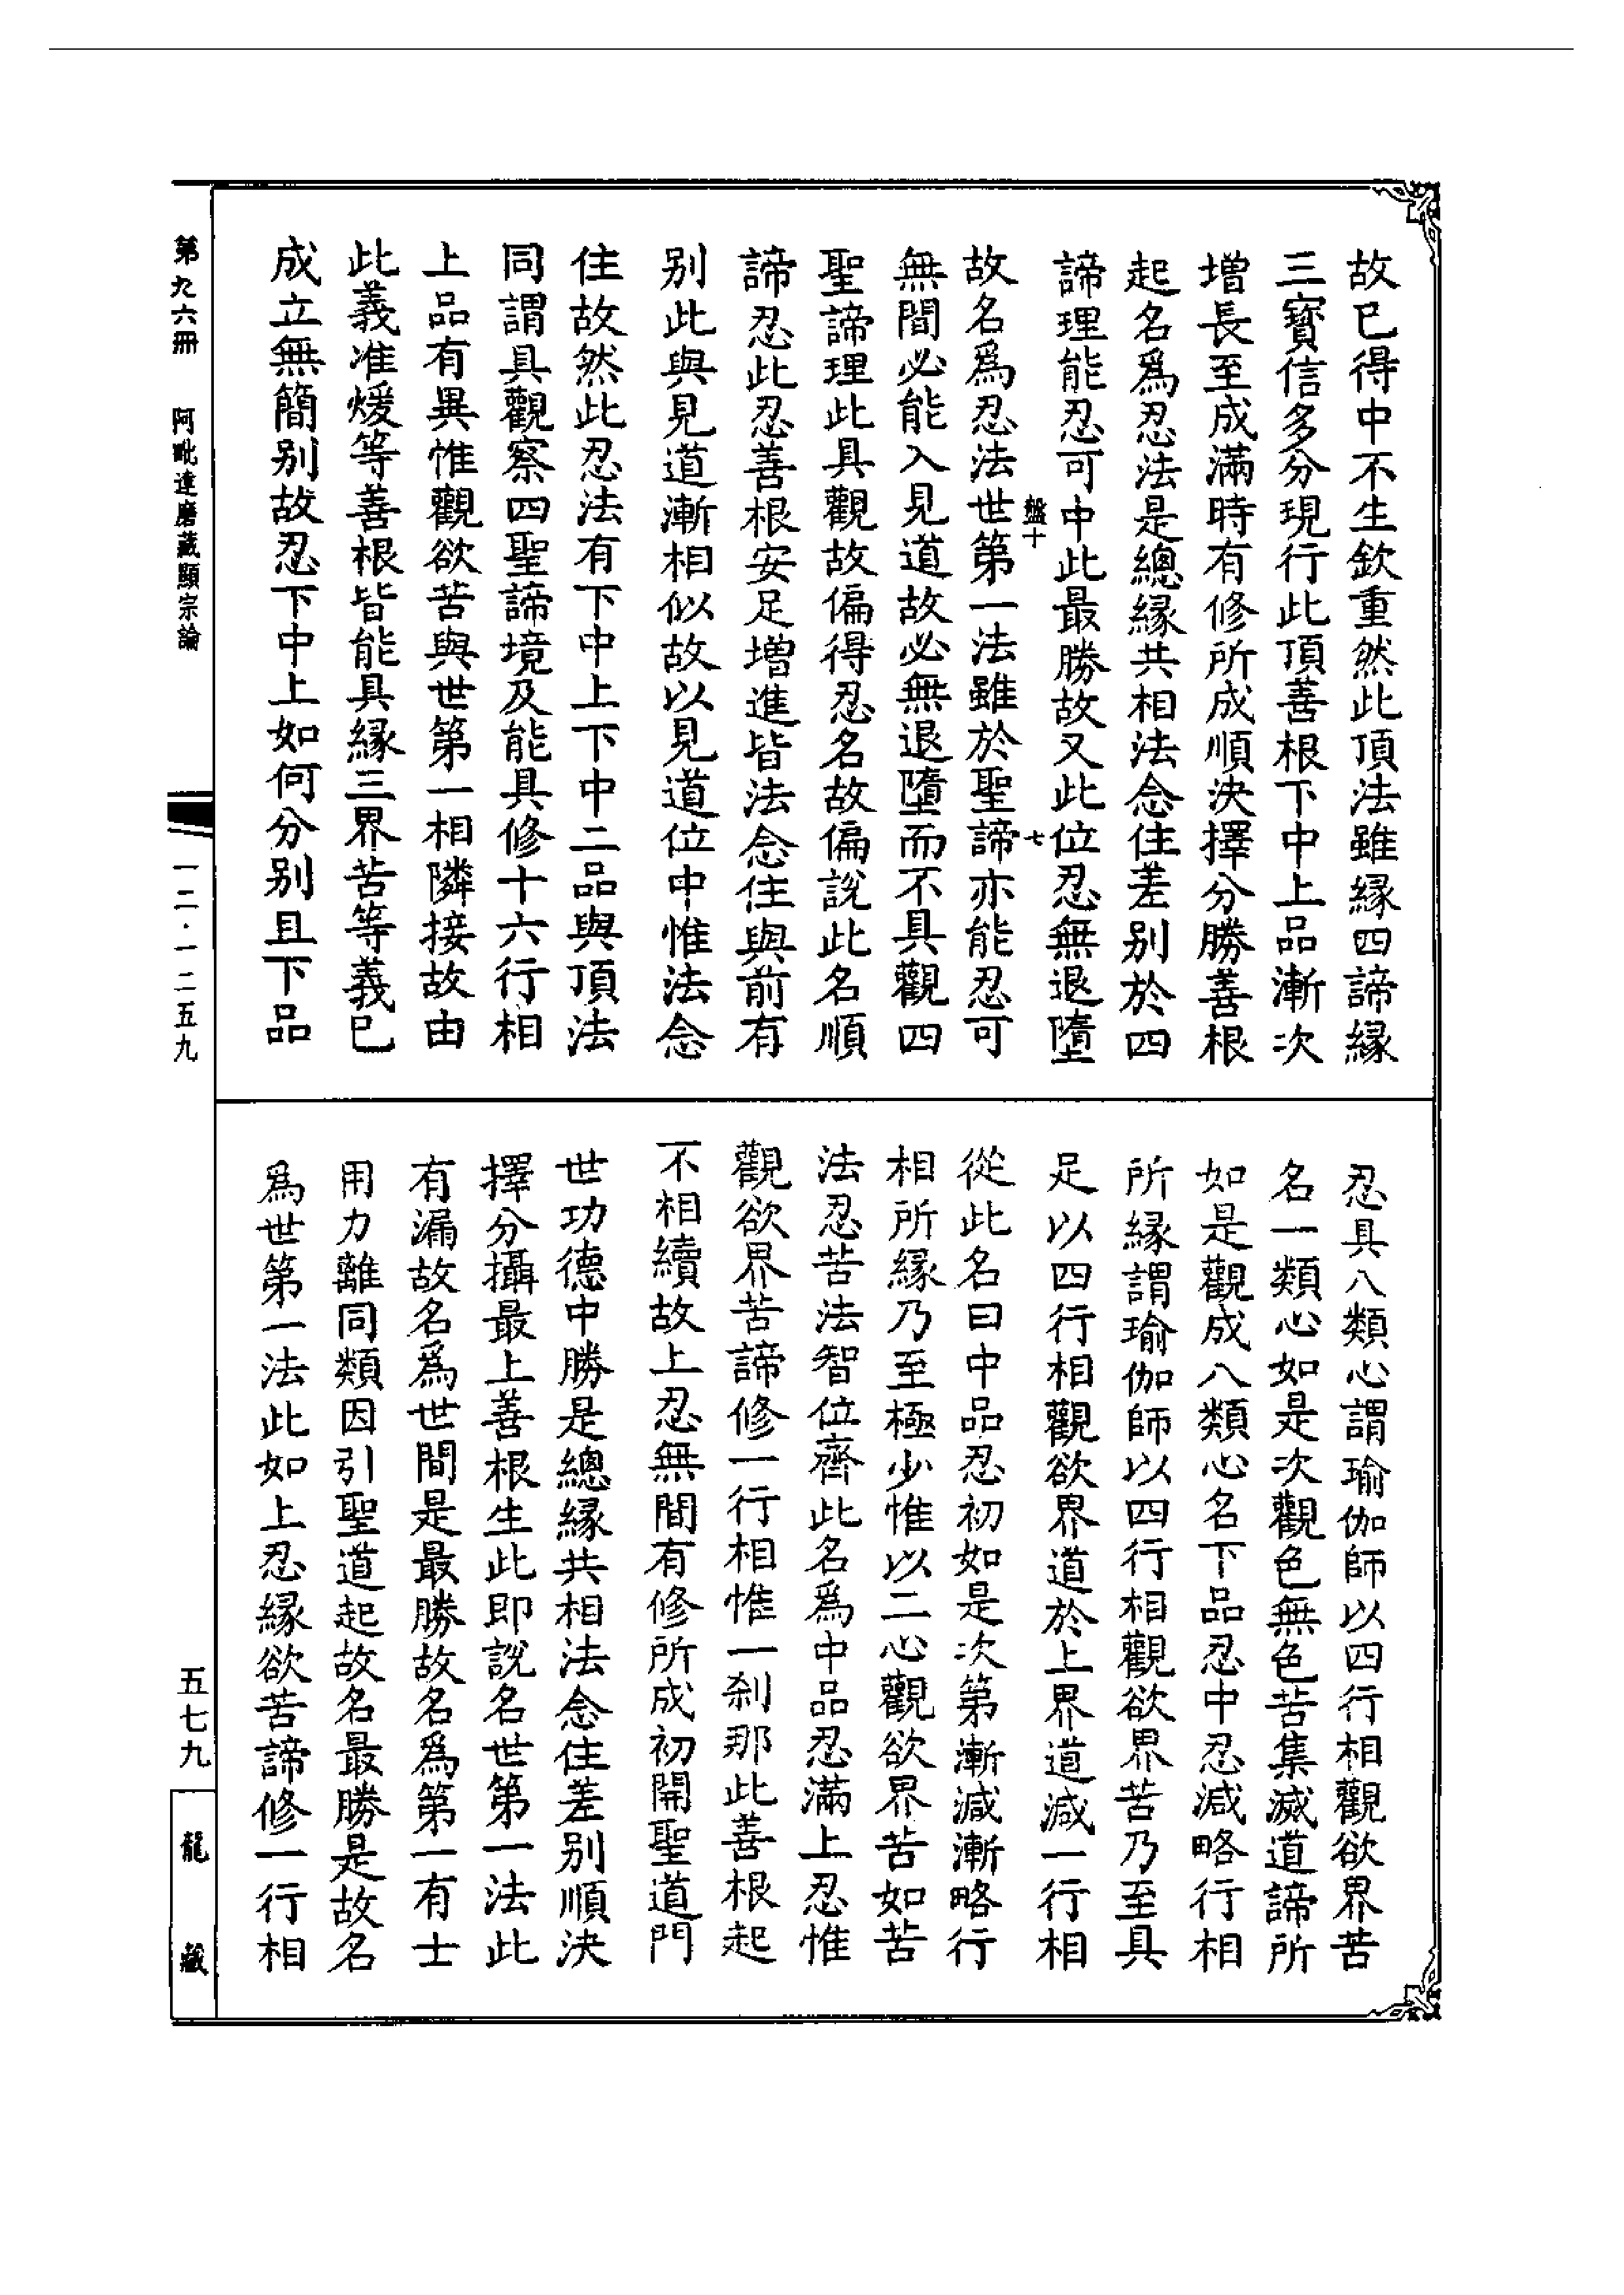 故已得中不生欽重然此頂法雖緣四諦緣
三寶信多分現行此頂善根下中上品漸次
增長至成滿時有修所成順決擇分勝善根
起名爲忍法是總緣共相法念住差别於四
諦理能忍可中此最勝故又此位忍無退墮
盤十 七
故名爲忍法世第一法雖於聖諦亦能忍可
無間必能入見道故必無退墮而不具觀四
聖諦理此具觀故偏得忍名故偏說此名順
諦忍此忍善根安足增進皆法念住與前有
别此與見道漸相似故以見道位中惟法念
住故然此忍法有下中上下中二品與頂法
同謂具觀察四聖諦境及能具修十六行相
上品有異惟觀欲苦與世第一相隣接故由
此義准煖等善根皆能具緣三界苦等義已
成立無簡别故忍下中上如何分别且下品
忍具八類心謂瑜伽師以四行相觀欲界苦
名一類心如是次觀色無色苦集滅道諦所
如是觀成八類心名下品忍中忍減略行相
所緣謂瑜伽師以四行相觀欲界苦乃至具
足以四行相觀欲界道於上界道減一行相
從此名曰中品忍初如是次第漸減漸略行
相所緣乃至極少惟以二心觀欲界苦如苦
法忍苦法智位齊此名爲中品忍滿上忍惟
觀欲界苦諦修一行相惟一刹那此善根起
不相續故上忍無間有修所成初開聖道門
世功德中勝是總緣共相法念住差别順決
擇分攝最上善根生此即説名世第一法此
有漏故名爲世間是最勝故名爲第一有士
用力離同類因引聖道起故名最勝是故名
爲世第一法此如上忍緣欲苦諦修一行相
第九六冊 阿毗達磨藏顯宗論
一二·一二五九
五七九
龍藏